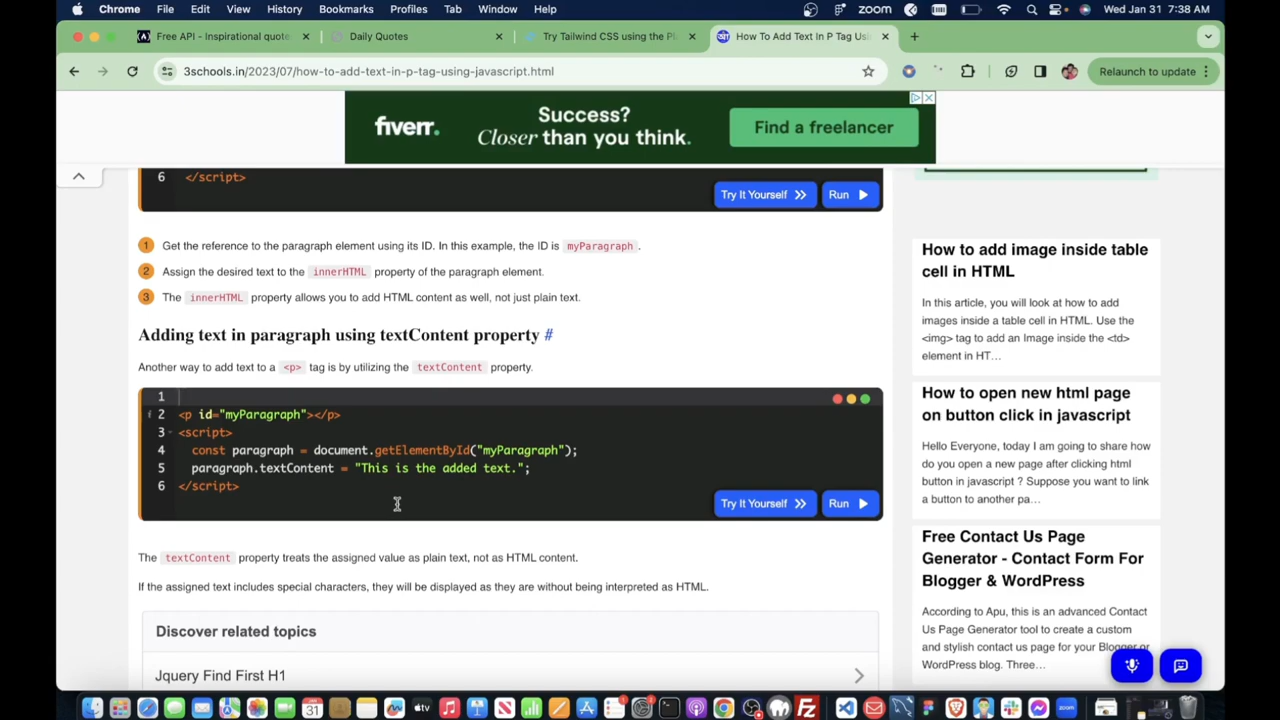 Chrome File Edit View History Bookmarks Profiles Tab Window Help zoom Wed Jan 31 7:38 AM
Free API - Inspirational quote Daily Quotes Try Tailwind CSS using the Pl How To Add Text In P Tag Usi
3schools.in/2023/07/how-to-add-text-in-p-tag-using-javascript.html Relaunch to update
fiverr. Success? Closer than you think. Find a freelancer
6 </script>
Try It Yourself Run
1 Get the reference to the paragraph element using its ID. In this example, the ID is myParagraph .
2 Assign the desired text to the innerHTML property of the paragraph element.
3 The innerHTML property allows you to add HTML content as well, not just plain text.
Adding text in paragraph using textContent property #
Another way to add text to a <p> tag is by utilizing the textContent property.
1
2 <p id="myParagraph"></p>
3 <script>
4 const paragraph = document.getElementById("myParagraph");
5 paragraph.textContent = "This is the added text.";
6 </script>
Try It Yourself Run
The textContent property treats the assigned value as plain text, not as HTML content.
If the assigned text includes special characters, they will be displayed as they are without being interpreted as HTML.
Discover related topics
Jquery Find First H1
How to add image inside table
cell in HTML
In this article, you will look at how to add
images inside a table cell in HTML. Use the
<img> tag to add an Image inside the <td>
element in HT…
How to open new html page
on button click in javascript
Hello Everyone, today I am going to share how
do you open a new page after clicking html
button in javascript ? Suppose you want to link
a button to another pa…
Free Contact Us Page
Generator - Contact Form For
Blogger & WordPress
According to Apu, this is an advanced Contact
Us Page Generator tool to create a custom
and stylish contact us page for your Blogger or
WordPress blog. Three…
31 tv zoom